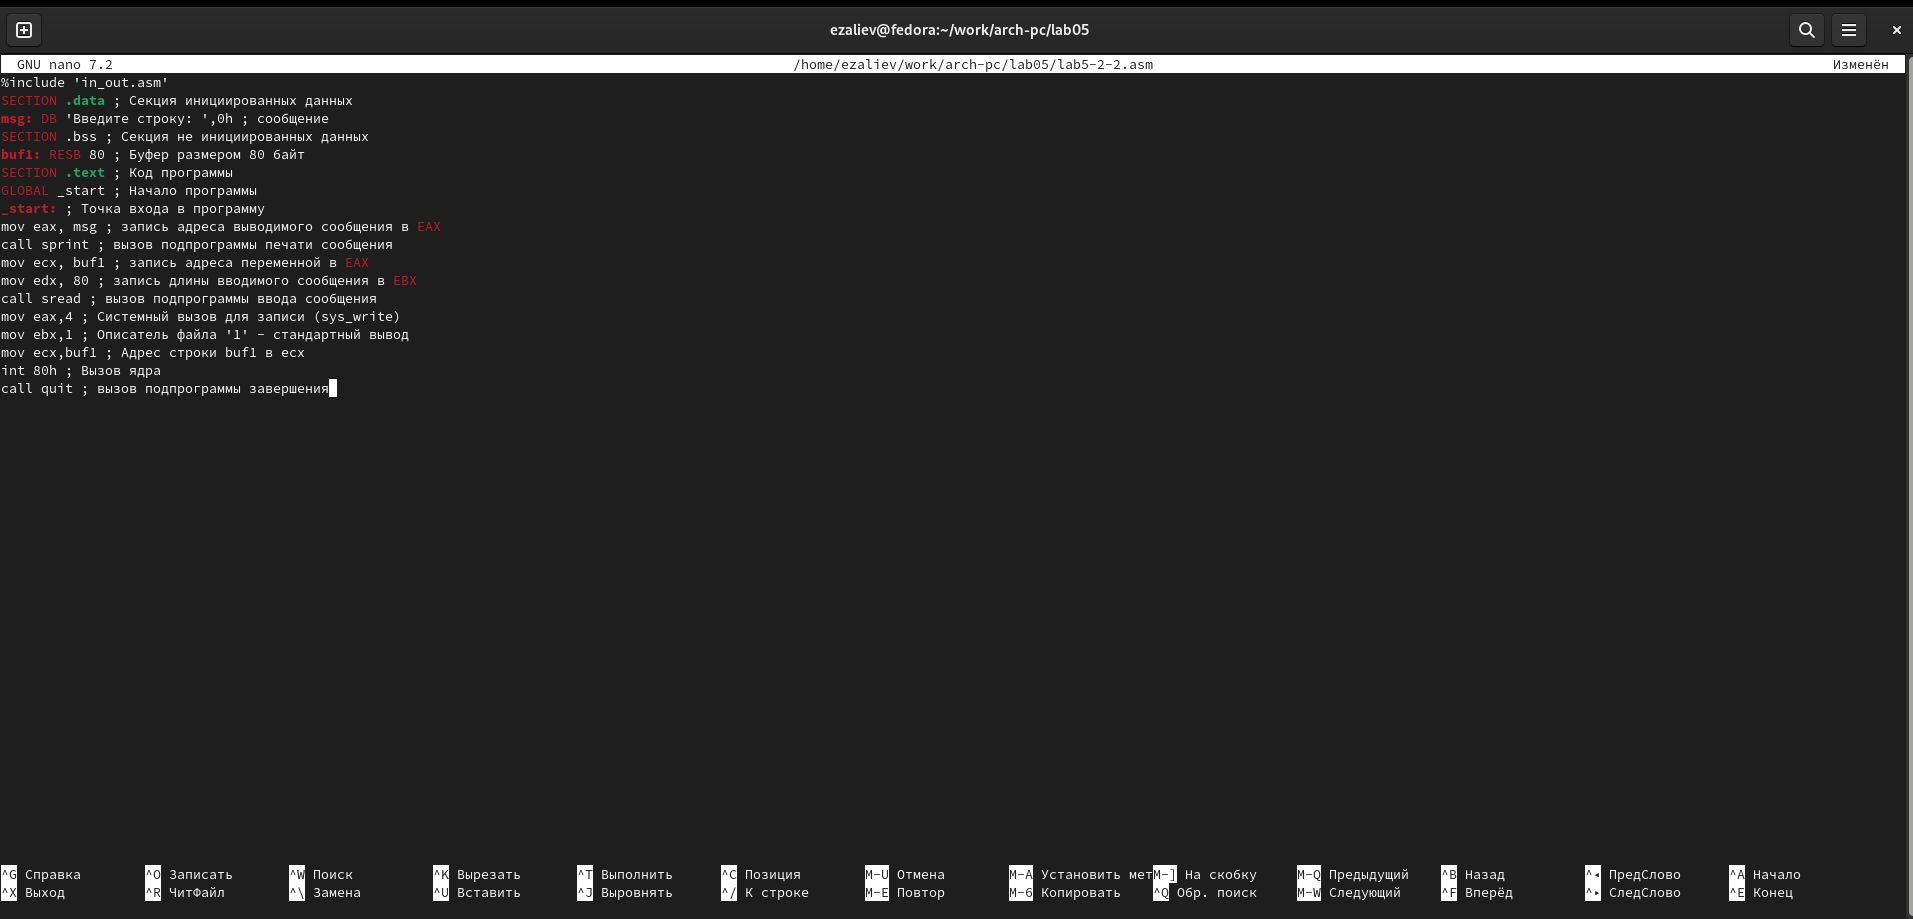 ezaliev@fedora:~/work/arch-pc/lab05
GNU nano 7.2 /home/ezaliev/work/arch-pc/lab05/lab5-2-2.asm Изменён
%include 'in_out.asm'
SECTION .data ; Секция инициированных данных
msg: DB 'Введите строку: ',0h ; сообщение
SECTION .bss ; Секция не инициированных данных
buf1: RESB 80 ; Буфер размером 80 байт
SECTION .text ; Код программы
GLOBAL _start ; Начало программы
_start: ; Точка входа в программу
mov eax, msg ; запись адреса выводимого сообщения в EAX
call sprint ; вызов подпрограммы печати сообщения
mov ecx, buf1 ; запись адреса переменной в EAX
mov edx, 80 ; запись длины вводимого сообщения в EBX
call sread ; вызов подпрограммы ввода сообщения
mov eax,4 ; Системный вызов для записи (sys_write)
mov ebx,1 ; Описатель файла '1' - стандартный вывод
mov ecx,buf1 ; Адрес строки buf1 в ecx
int 80h ; Вызов ядра
call quit ; вызов подпрограммы завершения
^G Справка ^O Записать ^W Поиск ^K Вырезать ^T Выполнить ^C Позиция M-U Отмена M-A Установить мет M-] На скобку M-Q Предыдущий ^B Назад ^◂ ПредСлово ^A Начало
^X Выход ^R ЧитФайл ^\ Замена ^U Вставить ^J Выровнять ^/ К строке M-E Повтор M-6 Копировать ^Q Обр. поиск M-W Следующий ^F Вперёд ^▸ СледСлово ^E Конец